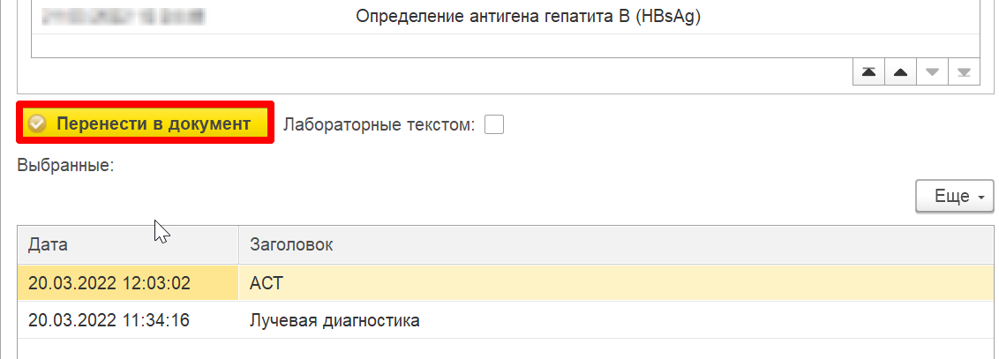 Определение антигена гепатита В (HBsAg)
Перенести в документ Лабораторные текстом:
Выбранные:
Еще
Дата Заголовок
20.03.2022 12:03:02 АСТ
20.03.2022 11:34:16 Лучевая диагностика